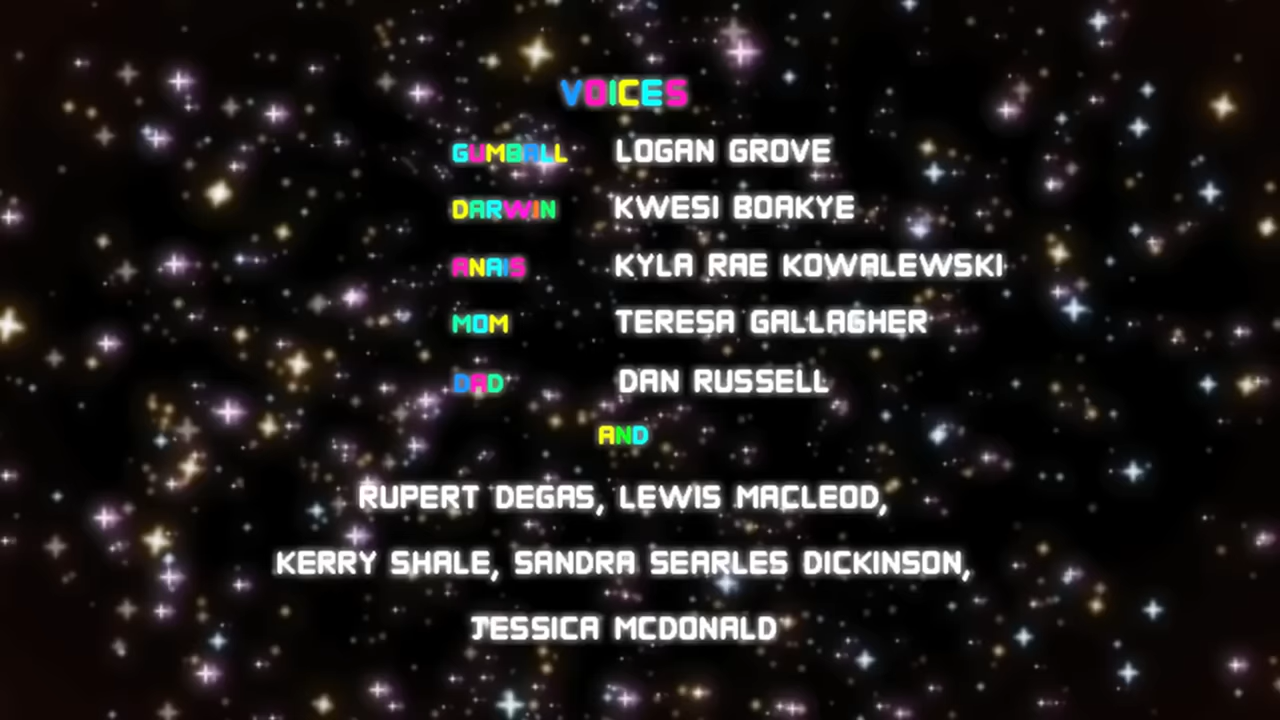 VOICES
GUMBALL LOGAN GROVE
DARWIN KWESI BOAKYE
ANAIS KYLA RAE KOWALEWSKI
MOM TERESA GALLAGHER
DAD DAN RUSSELL
AND
RUPERT DEGAS, LEWIS MACLEOD,
KERRY SHALE, SANDRA SEARLES DICKINSON,
JESSICA MCDONALD